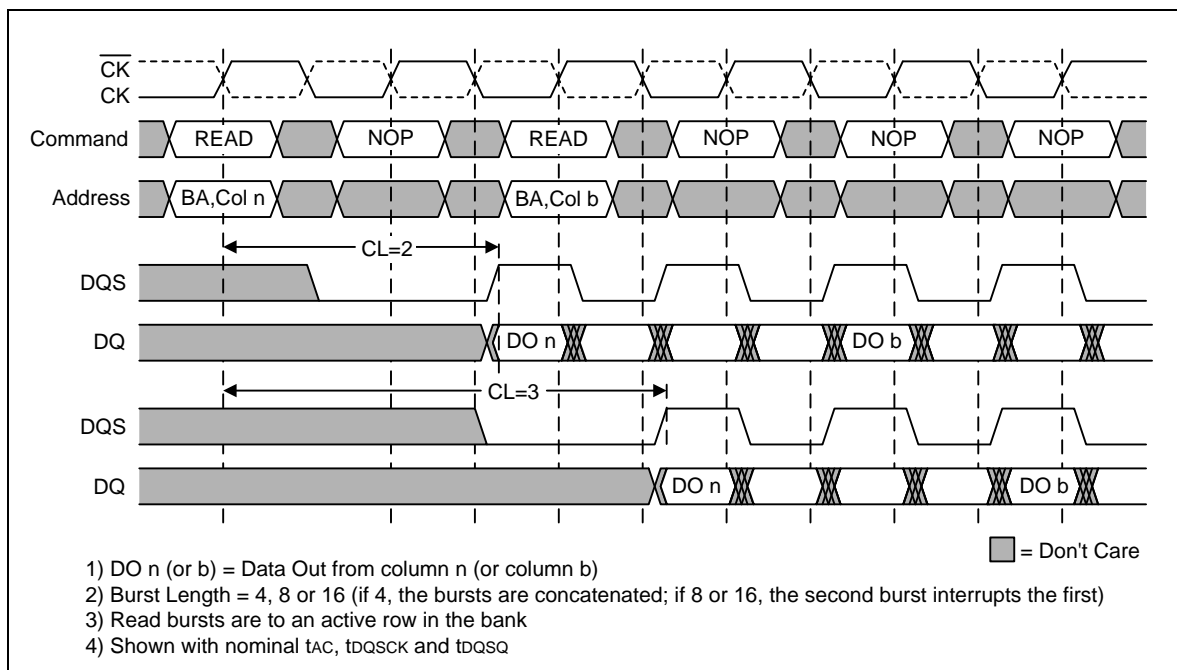 CK
CK
Command READ NOP READ NOP NOP NOP
Address BA,Col n BA,Col b
CL=2
DQS
DQ DO n DO b
CL=3
DQS
DQ DO n DO b
= Don't Care
1) DO n (or b) = Data Out from column n (or column b)
2) Burst Length = 4, 8 or 16 (if 4, the bursts are concatenated; if 8 or 16, the second burst interrupts the first)
3) Read bursts are to an active row in the bank
4) Shown with nominal tAC, tDQSCK and tDQSQ